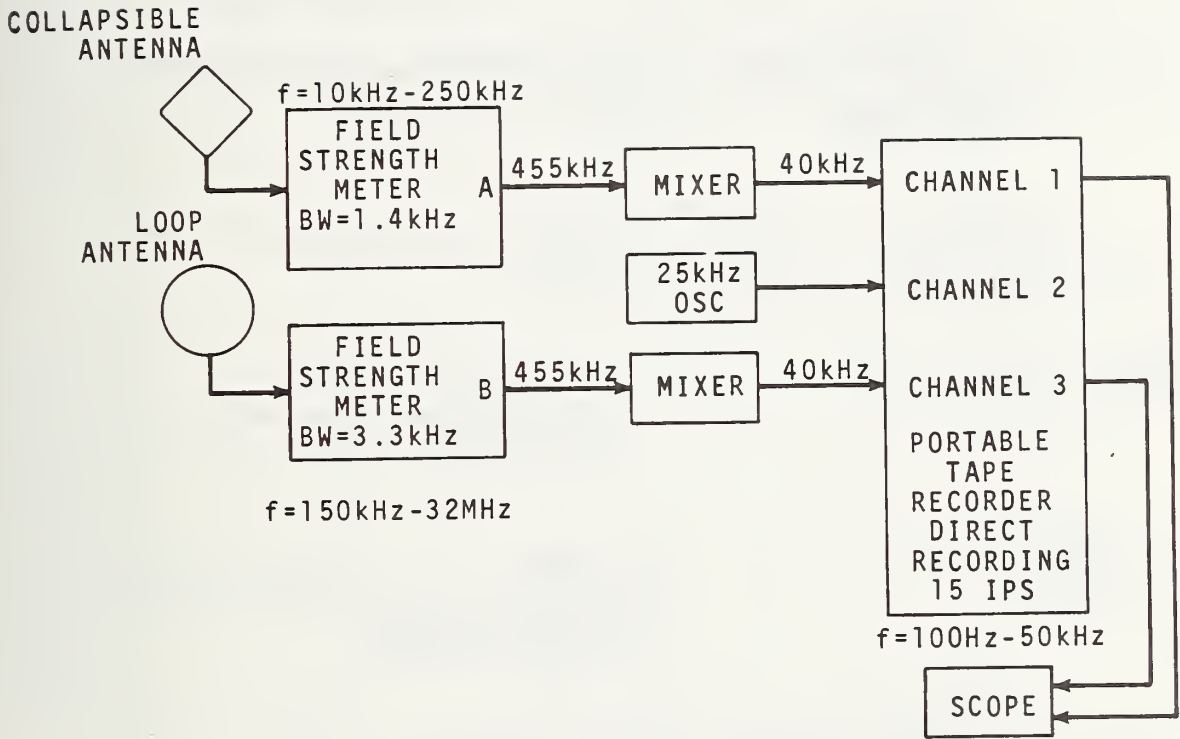 COLLAPSIBLE
ANTENNA
f=10kHz-250kHz
FIELD
STRENGTH
METER A
BW=1.4kHz
455kHz
MIXER
40kHz
CHANNEL 1
LOOP
ANTENNA
25kHz
OSC
CHANNEL 2
FIELD
STRENGTH
METER B
BW=3.3kHz
455kHz
MIXER
40kHz
CHANNEL 3
PORTABLE
TAPE
RECORDER
DIRECT
RECORDING
15 IPS
f=150kHz-32MHz
f=100Hz-50kHz
SCOPE